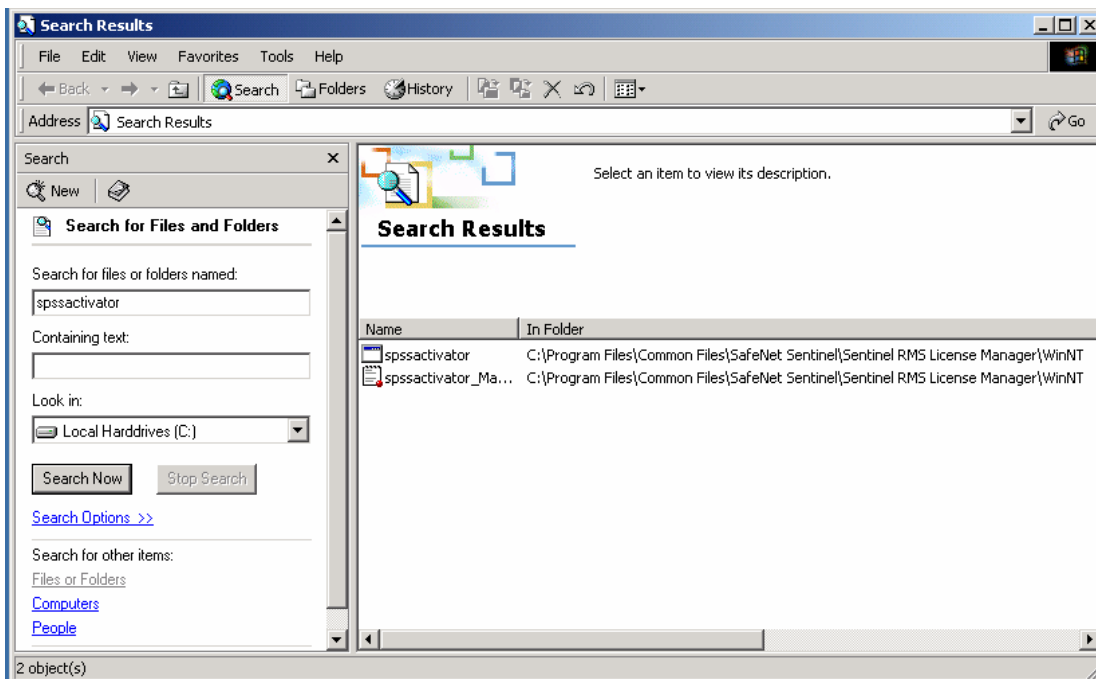 Search Results
File Edit View Favorites Tools Help
Back Search Folders History
Address Search Results Go
Search
New
Search for Files and Folders
Search for files or folders named:
spssactivator
Containing text:
Look in:
Local Harddrives (C:)
Search Now Stop Search
Search Options >>
Search for other items:
Files or Folders
Computers
People
Select an item to view its description.
Search Results
Name In Folder
spssactivator C:\Program Files\Common Files\SafeNet Sentinel\Sentinel RMS License Manager\WinNT
spssactivator_Ma... C:\Program Files\Common Files\SafeNet Sentinel\Sentinel RMS License Manager\WinNT
2 object(s)